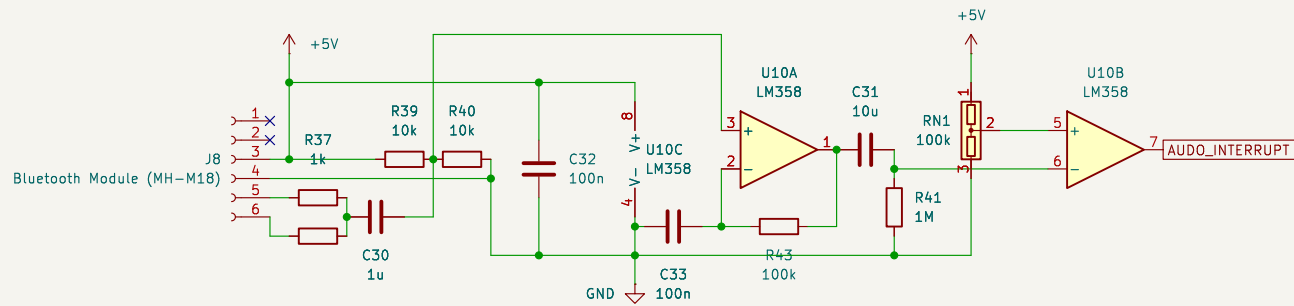 +5V
+5V
R39
10k
R40
10k
R37
1k
J8
Bluetooth Module (MH-M18)
1
2
3
4
5
6
C30
1u
C32
100n
8
V+
U10C
LM358
V-
4
C33
100n
GND
U10A
LM358
3
+
2
-
1
R43
100k
C31
10u
R41
1M
RN1
100k
1
2
3
U10B
LM358
5
+
6
-
7
AUDO_INTERRUPT